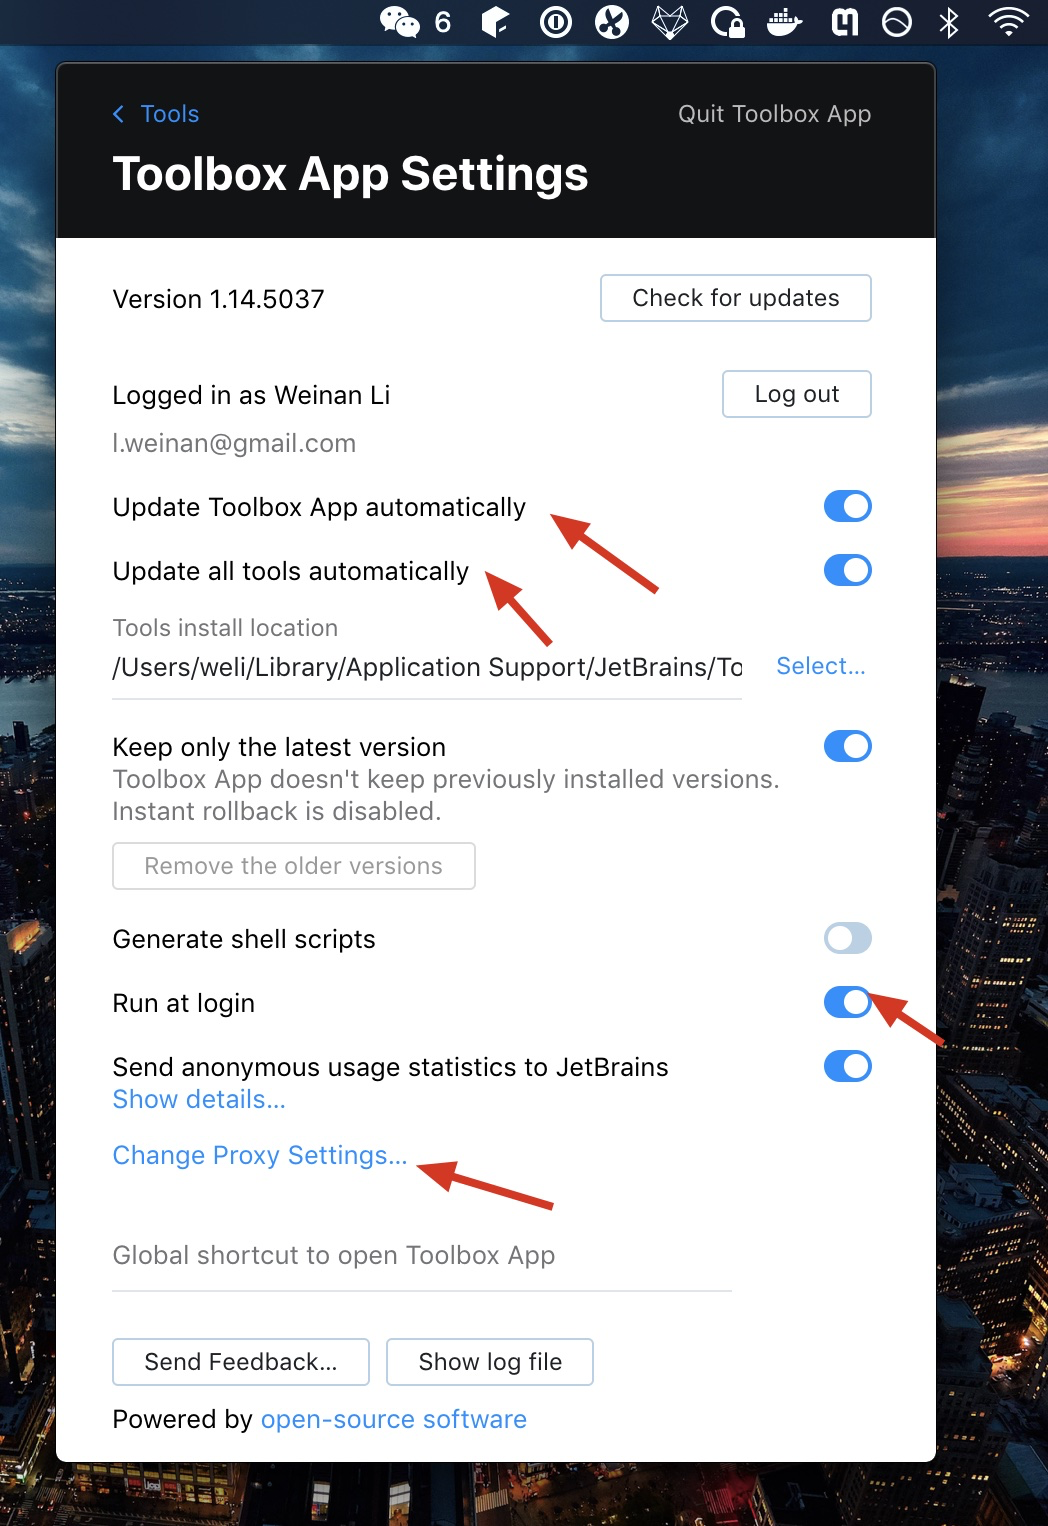 6
Tools
Quit Toolbox App
Toolbox App Settings
Version 1.14.5037
Check for updates
Logged in as Weinan Li
Log out
l.weinan@gmail.com
Update Toolbox App automatically
Update all tools automatically
Tools install location
/Users/weli/Library/Application Support/JetBrains/To
Select...
Keep only the latest version
Toolbox App doesn't keep previously installed versions.
Instant rollback is disabled.
Remove the older versions
Generate shell scripts
Run at login
Send anonymous usage statistics to JetBrains
Show details...
Change Proxy Settings...
Global shortcut to open Toolbox App
Send Feedback...
Show log file
Powered by open-source software